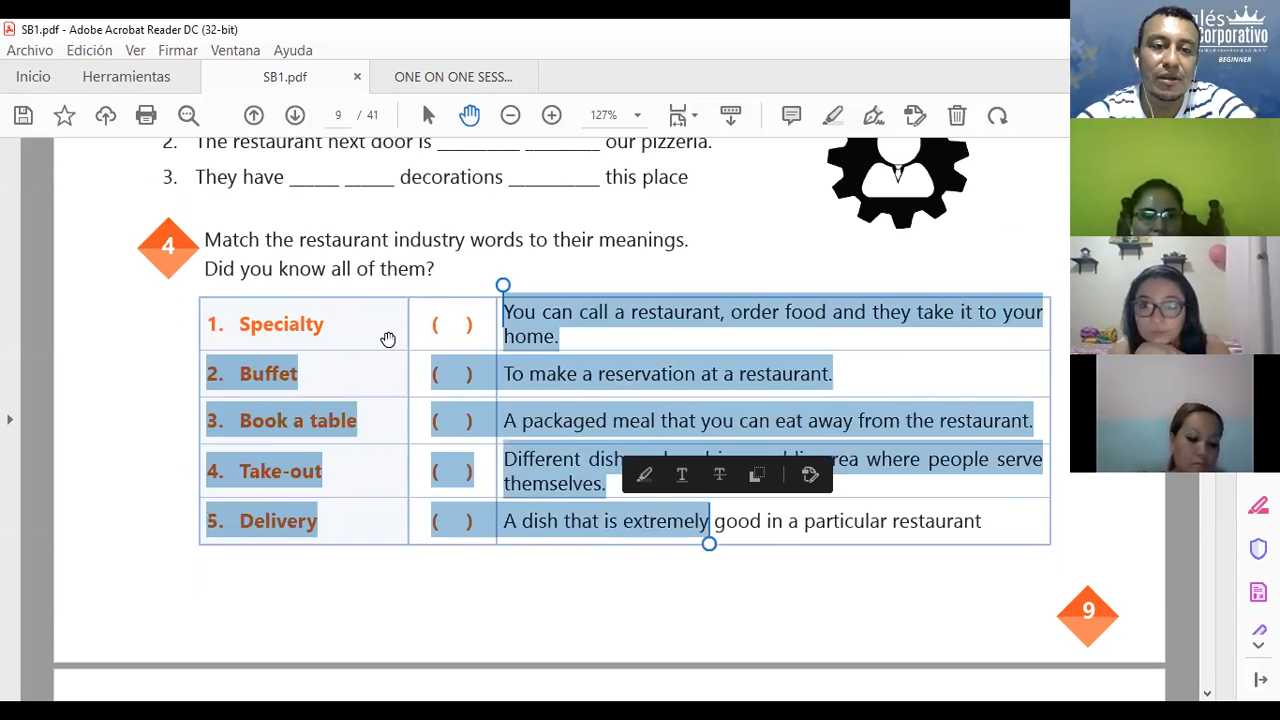 SB1.pdf - Adobe Acrobat Reader DC (32-bit)
Archivo Edición Ver Firmar Ventana Ayuda
Inicio Herramientas SB1.pdf × ONE ON ONE SESS...
9 / 41 127%
2. The restaurant next door is ________ ________ our pizzeria.
3. They have _____ _____ decorations _________ this place
4
Match the restaurant industry words to their meanings.
Did you know all of them?
1. Specialty ( ) You can call a restaurant, order food and they take it to your
home.
2. Buffet ( ) To make a reservation at a restaurant.
3. Book a table ( ) A packaged meal that you can eat away from the restaurant.
4. Take-out ( ) Different area where people serve
themselves.
5. Delivery ( ) A dish that is extremely good in a particular restaurant
9
glés
Corporativo
BEGINNER